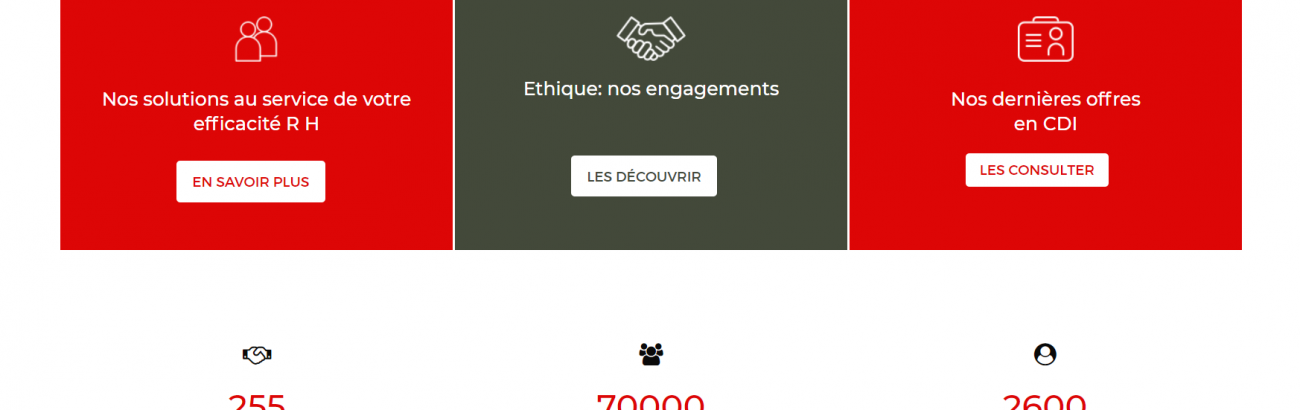 Nos solutions au service de votre
efficacité R H
EN SAVOIR PLUS
Ethique: nos engagements
LES DÉCOUVRIR
Nos dernières offres
en CDI
LES CONSULTER
255
70000
2600